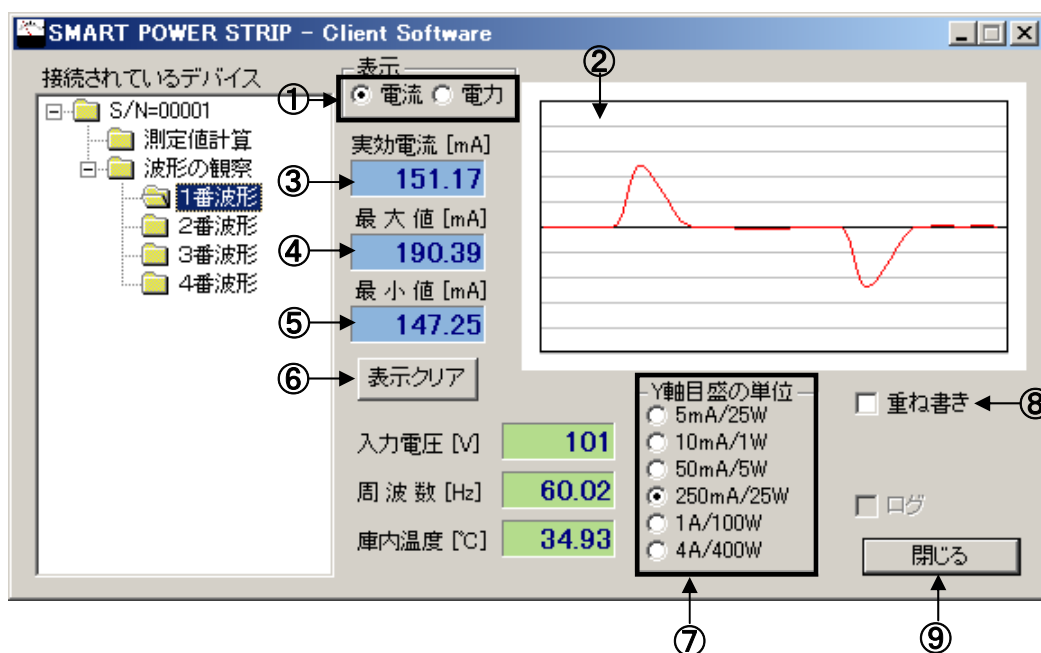 SMART POWER STRIP - Client Software
接続されているデバイス
S/N=00001
測定値計算
波形の観察
1番波形
2番波形
3番波形
4番波形
表示
① 電流 電力
②
実効電流 [mA]
③ 151.17
最大値 [mA]
④ 190.39
最小値 [mA]
⑤ 147.25
⑥ 表示クリア
入力電圧 [V] 101
周波数 [Hz] 60.02
庫内温度 [℃] 34.93
Y軸目盛の単位
5mA/25W
10mA/1W
50mA/5W
250mA/25W
1A/100W
4A/400W
⑦
重ね書き ⑧
ログ
閉じる
⑨